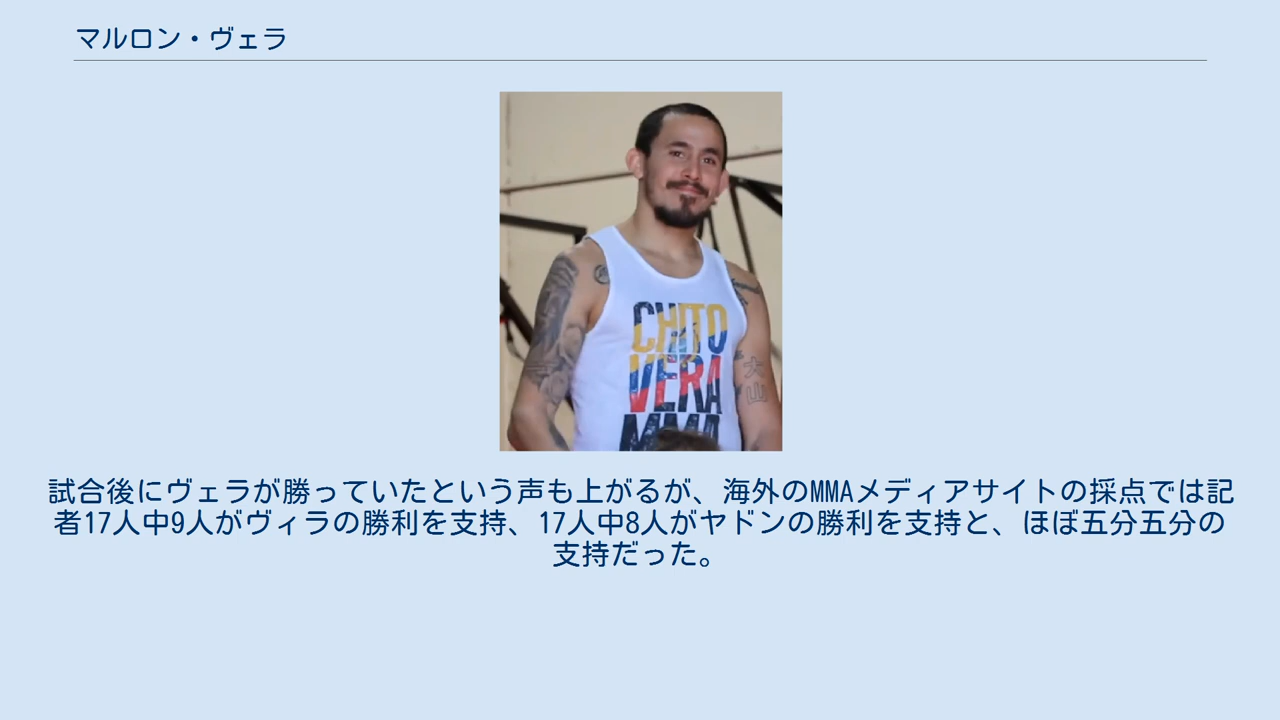 マルロン・ヴェラ
CHITO
VERA
MMA
大
山
試合後にヴェラが勝っていたという声も上がるが、海外のMMAメディアサイトの採点では記
者17人中9人がヴィラの勝利を支持、17人中8人がヤドンの勝利を支持と、ほぼ五分五分の
支持だった。